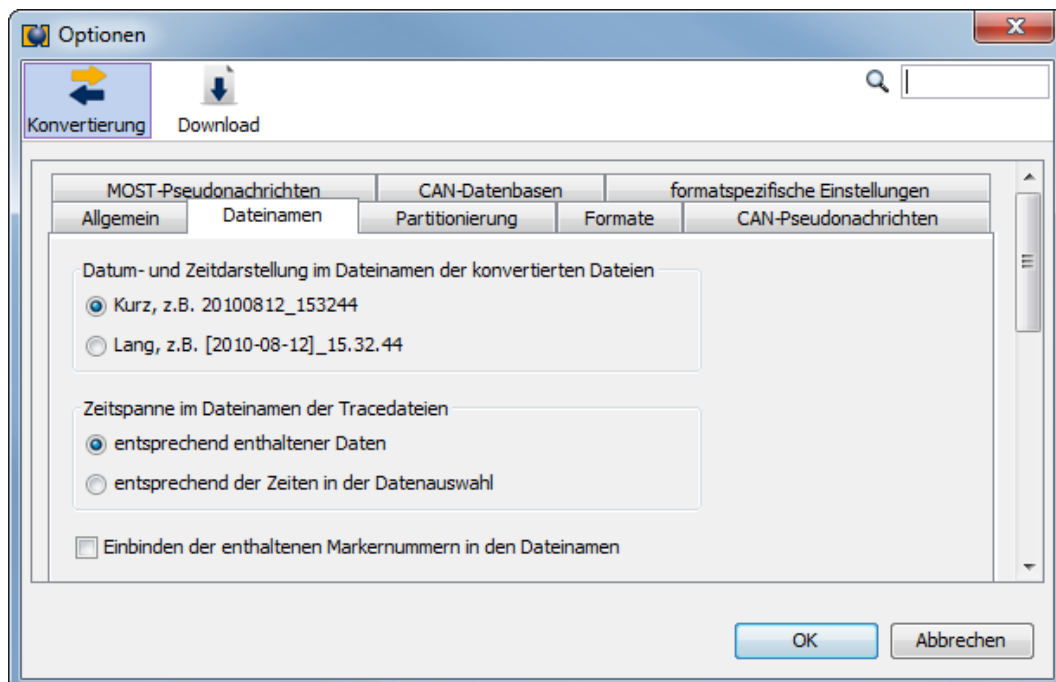 Optionen
Konvertierung Download
MOST-Pseudonachrichten CAN-Datenbasen formatspezifische Einstellungen
Allgemein Dateinamen Partitionierung Formate CAN-Pseudonachrichten
Datum- und Zeitdarstellung im Dateinamen der konvertierten Dateien
Kurz, z.B. 20100812_153244
Lang, z.B. [2010-08-12]_15.32.44
Zeitspanne im Dateinamen der Tracedateien
entsprechend enthaltener Daten
entsprechend der Zeiten in der Datenauswahl
Einbinden der enthaltenen Markernummern in den Dateinamen
OK Abbrechen